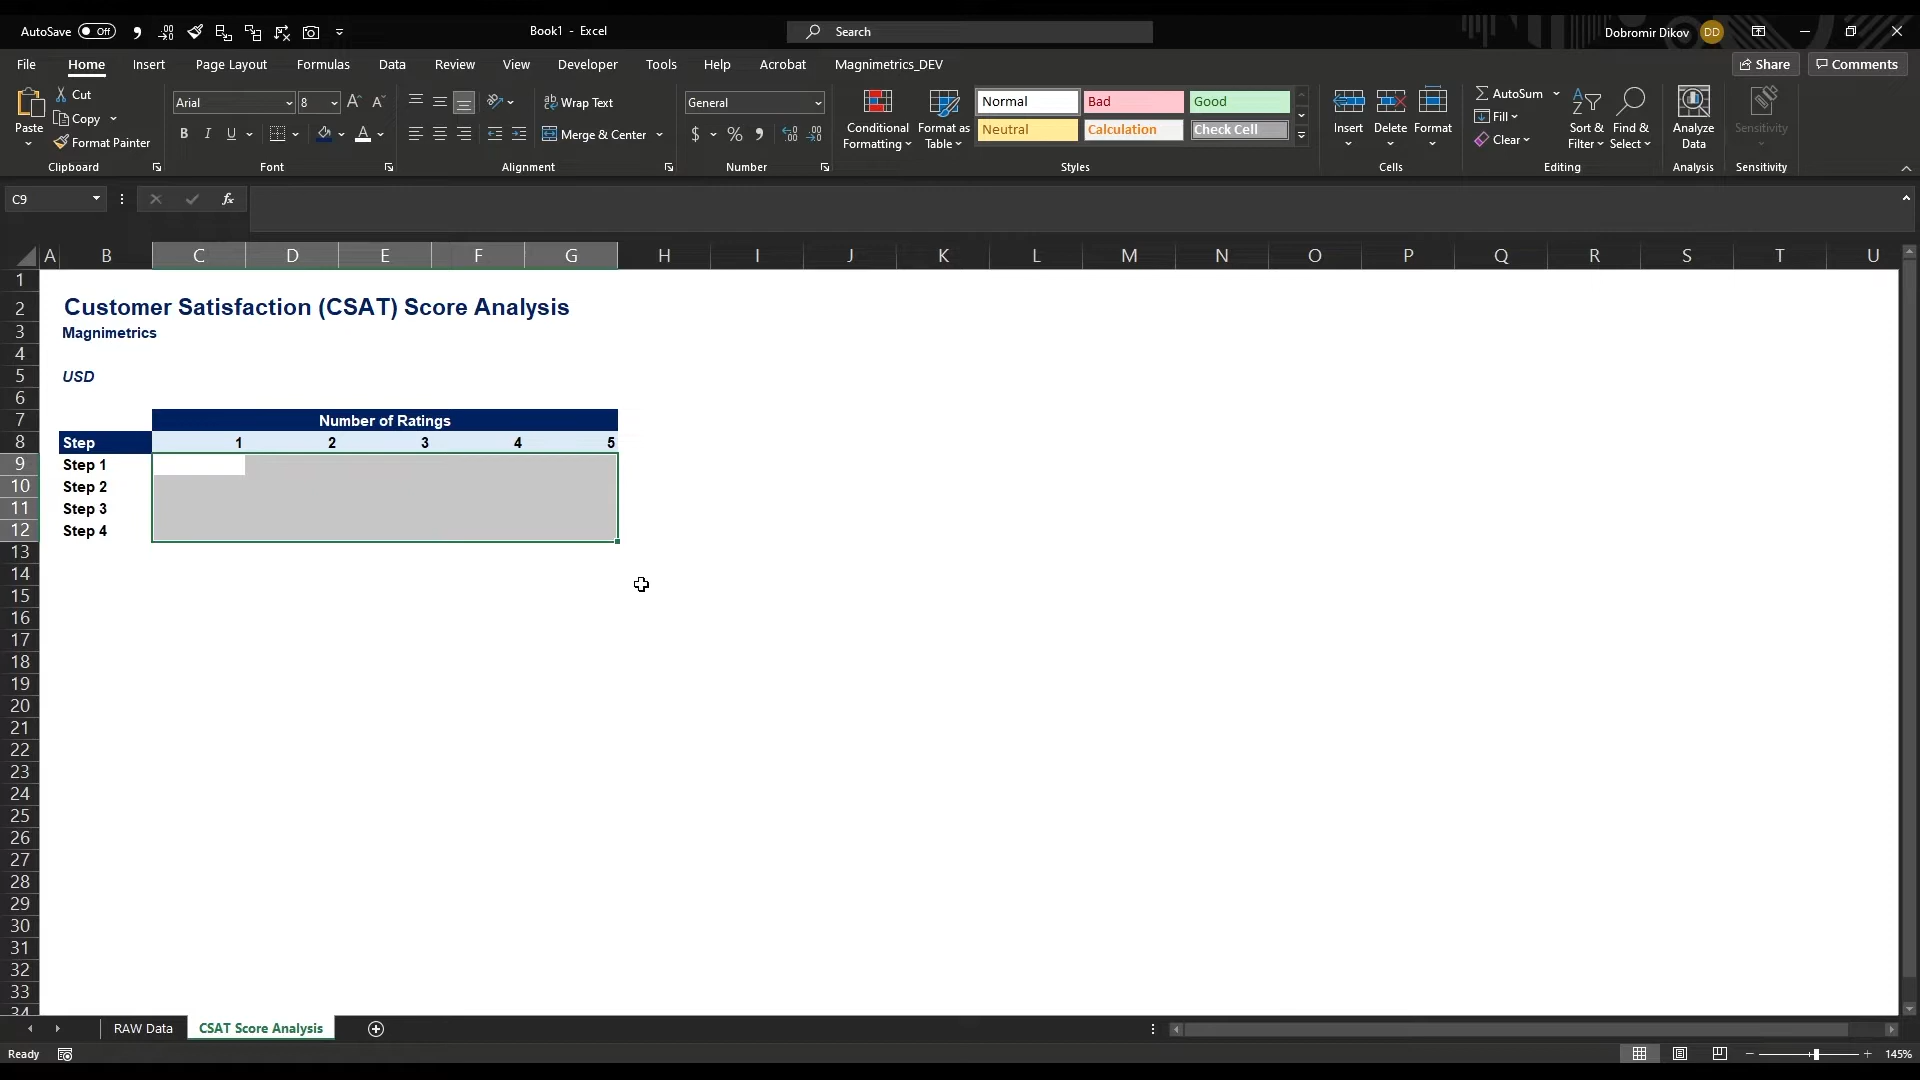 AutoSave Off Book1 - Excel Search Dobromir Dikov DD
File Home Insert Page Layout Formulas Data Review View Developer Tools Help Acrobat Magnimetrics_DEV Share Comments
Paste Cut Copy Format Painter Clipboard
Arial 8 B I U Font
Wrap Text Merge & Center Alignment
General $ % Number
Conditional Formatting Format as Table Normal Bad Good Neutral Calculation Check Cell Styles
Insert Delete Format Cells
AutoSum Fill Clear Sort & Filter Find & Select Editing
Analyze Data Analysis
Sensitivity Sensitivity
C9 fx
A B C D E F G H I J K L M N O P Q R S T U
1
2 Customer Satisfaction (CSAT) Score Analysis
3 Magnimetrics
4
5 USD
6
7 Number of Ratings
8 Step 1 2 3 4 5
9 Step 1
10 Step 2
11 Step 3
12 Step 4
13
14
15
16
17
18
19
20
21
22
23
24
25
26
27
28
29
30
31
32
33
34
RAW Data CSAT Score Analysis
Ready 145%